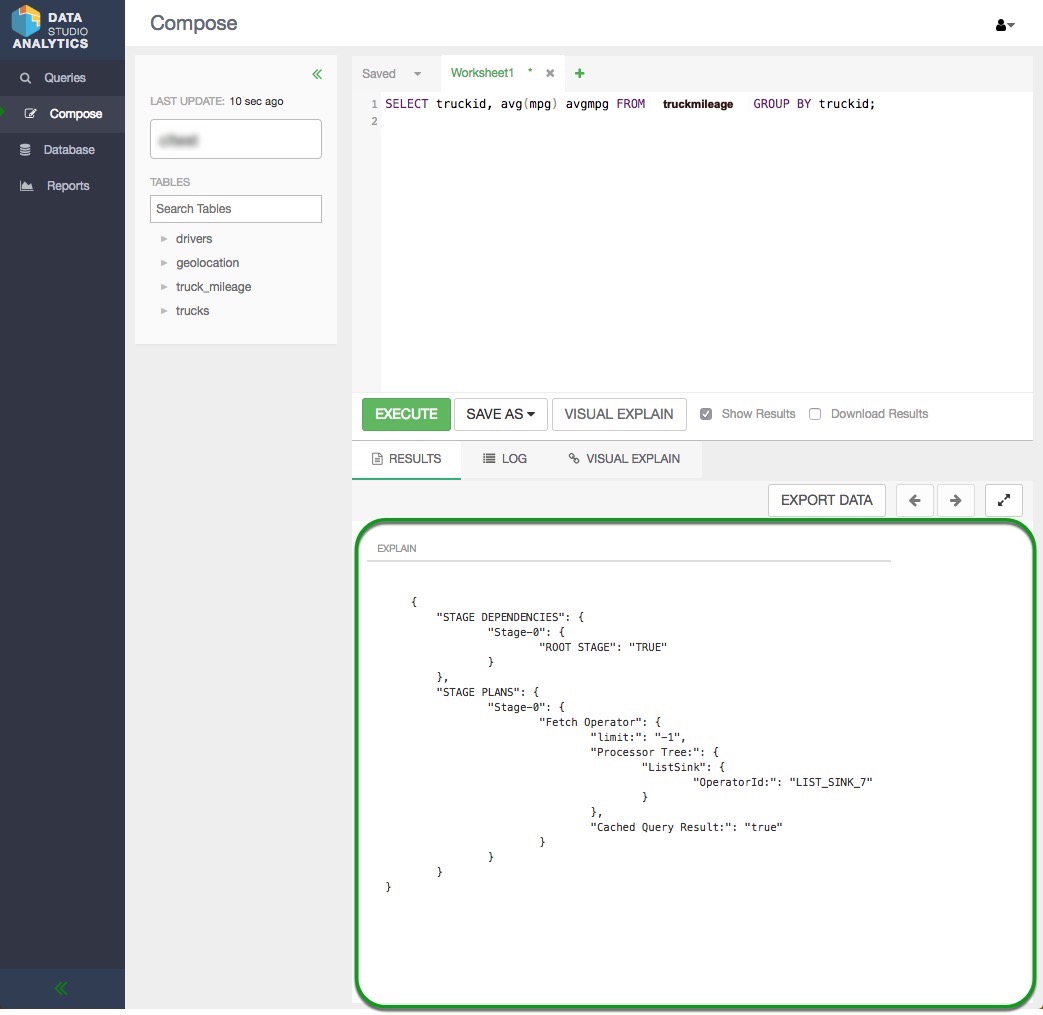 DATA
STUDIO
ANALYTICS
Compose
Queries
Compose
Database
Reports
LAST UPDATE: 10 sec ago
TABLES
Search Tables
drivers
geolocation
truck_mileage
trucks
Saved
Worksheet1 *
1 SELECT truckid, avg(mpg) avgmpg FROM truckmileage GROUP BY truckid;
2
EXECUTE
SAVE AS
VISUAL EXPLAIN
Show Results
Download Results
RESULTS
LOG
VISUAL EXPLAIN
EXPORT DATA
EXPLAIN
{
"STAGE DEPENDENCIES": {
"Stage-0": {
"ROOT STAGE": "TRUE"
}
},
"STAGE PLANS": {
"Stage-0": {
"Fetch Operator": {
"limit:": "-1",
"Processor Tree:": {
"ListSink": {
"OperatorId:": "LIST_SINK_7"
}
},
"Cached Query Result:": "true"
}
}
}
}